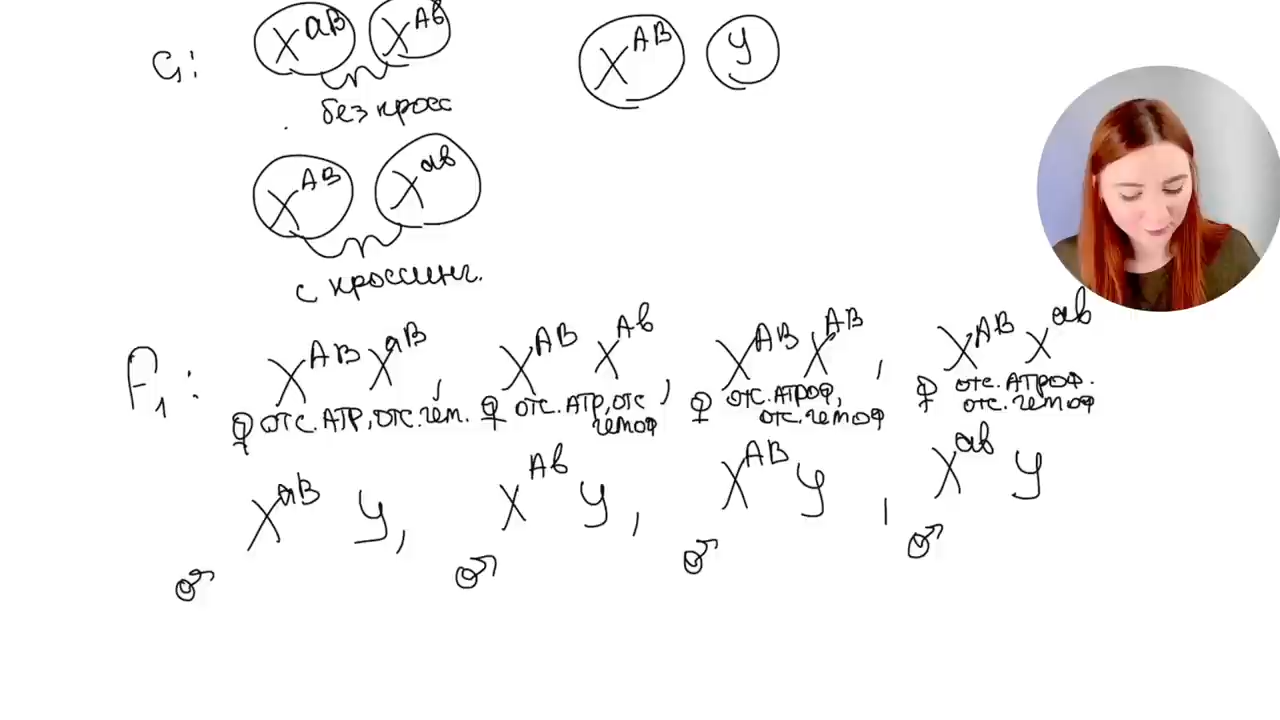 G: X^aB X^Ab X^AB У
без кросс
X^AB X^ab
с кроссинг.
F₁: X^AB X^aB, X^AB X^Ab, X^AB X^AB, X^AB X^ab
♀ отс. АТР, отс. гем. ♀ отс. АТР, отс гемоф ♀ отс. АТРОФ, отс. гемоф ♀ отс. АТРОФ. отс. гемоф
X^aB У, X^Ab У, X^AB У, X^ab У
♂ ♂ ♂ ♂